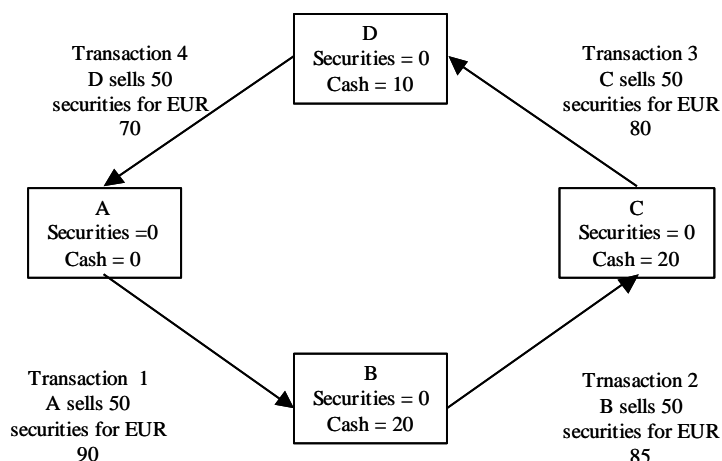 D
Securities = 0
Cash = 10
Transaction 4
D sells 50
securities for EUR
70
Transaction 3
C sells 50
securities for EUR
80
A
Securities =0
Cash = 0
C
Securities = 0
Cash = 20
B
Securities = 0
Cash = 20
Transaction 1
A sells 50
securities for EUR
90
Trnasaction 2
B sells 50
securities for EUR
85